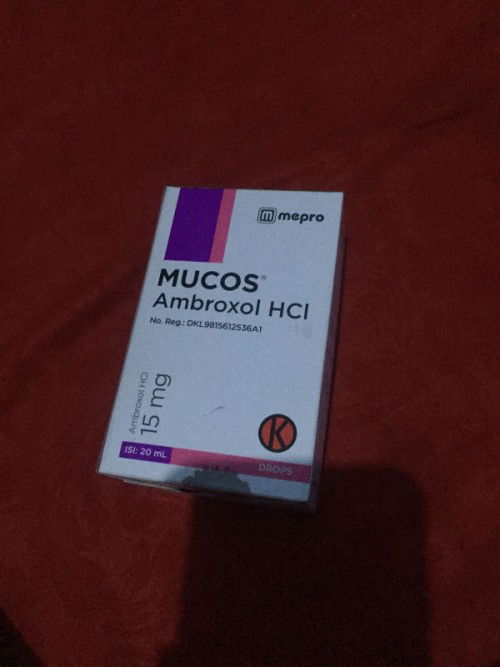 mepro
MUCOS®
Ambroxol HCl
No. Reg.: DKL9815612536A1
Ambroxol HCl
15 mg
K
ISI: 20 mL
DROPS